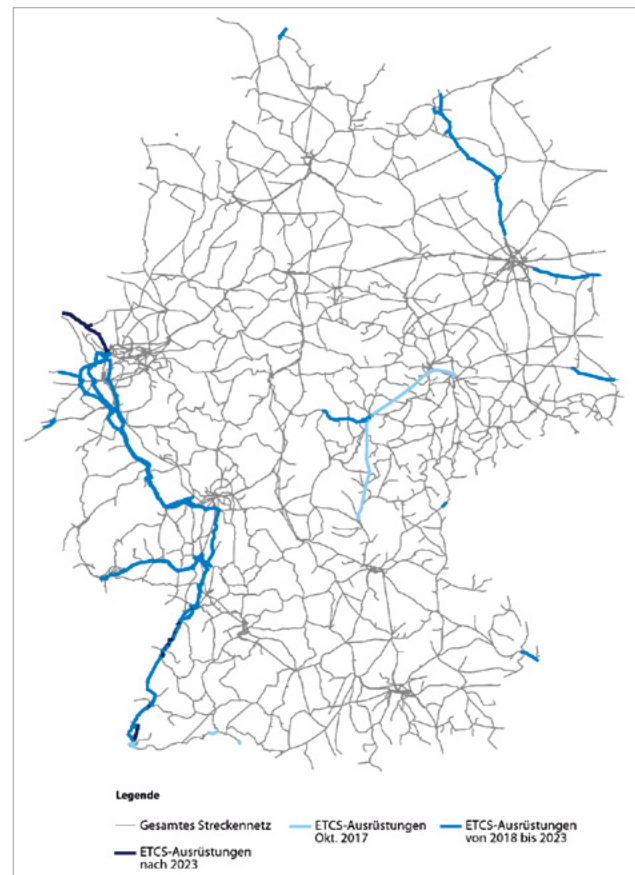 Legende
Gesamtes Streckennetz
ETCS-Ausrüstungen
Okt. 2017
ETCS-Ausrüstungen
von 2018 bis 2023
ETCS-Ausrüstungen
nach 2023